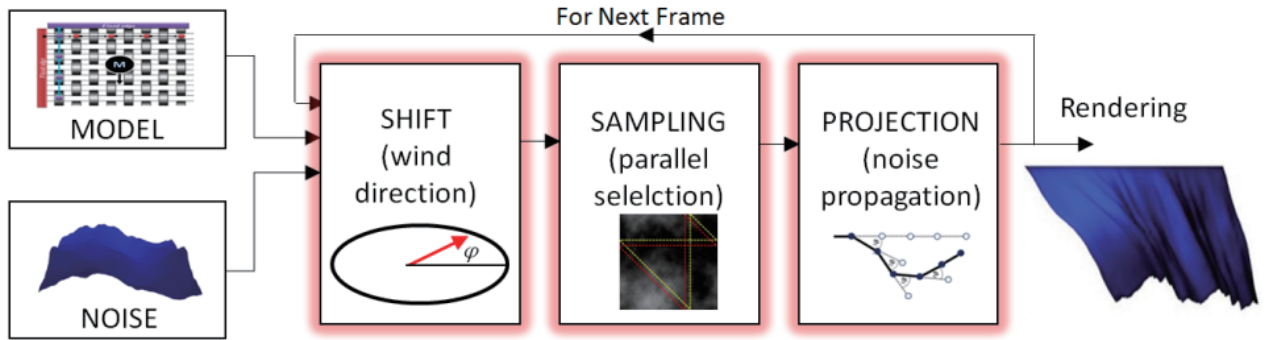 For Next Frame
M
MODEL
NOISE
SHIFT
(wind
direction)
φ
SAMPLING
(parallel
selelction)
PROJECTION
(noise
propagation)
Rendering